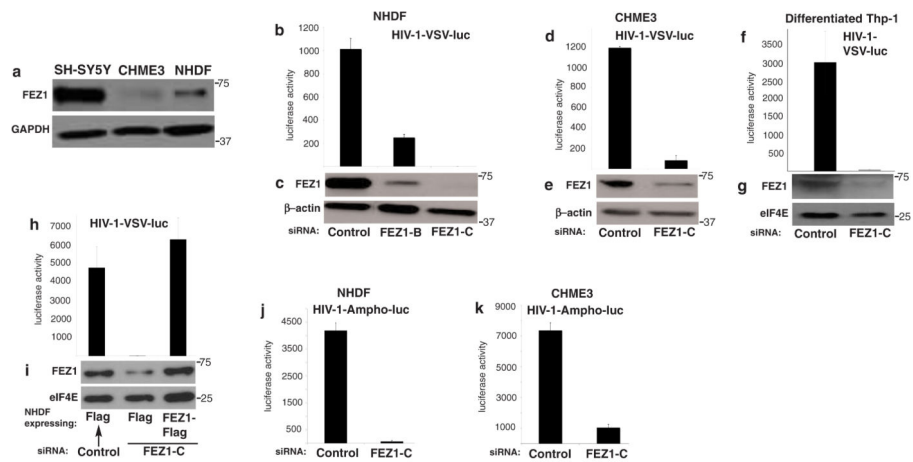 a
SH-SY5Y CHME3 NHDF
FEZ1
-75
GAPDH
-37
b
NHDF
HIV-1-VSV-luc
luciferase activity
1200
1000
800
600
400
200
c
FEZ1
-75
β-actin
-37
siRNA: Control FEZ1-B FEZ1-C
d
CHME3
HIV-1-VSV-luc
luciferase activity
1200
1000
800
600
400
200
e
FEZ1
-75
β-actin
-37
siRNA: Control FEZ1-C
f
Differentiated Thp-1
HIV-1-
VSV-luc
luciferase activity
3500
3000
2500
2000
1500
1000
500
g
FEZ1
-75
eIF4E
-25
siRNA: Control FEZ1-C
h
HIV-1-VSV-luc
luciferase activity
7000
6000
5000
4000
3000
2000
1000
i
FEZ1
-75
eIF4E
-25
NHDF
expressing:
Flag Flag FEZ1-
Flag
siRNA: Control FEZ1-C
j
NHDF
HIV-1-Ampho-luc
luciferase activity
4500
3500
2500
1500
500
Control FEZ1-C
k
CHME3
HIV-1-Ampho-luc
luciferase activity
9000
7000
5000
3000
1000
Control FEZ1-C